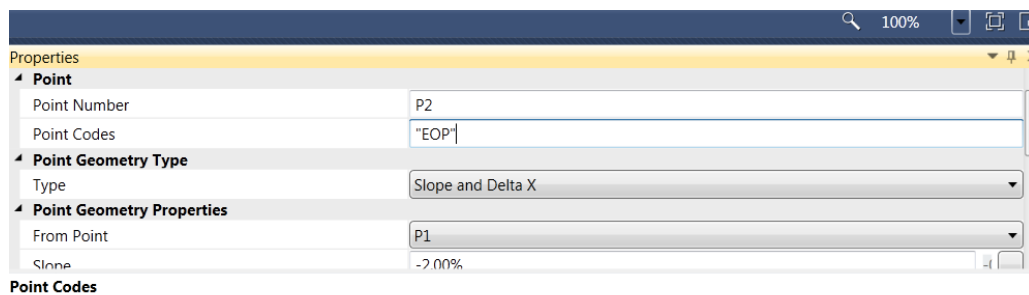 100%
Properties
Point
Point Number P2
Point Codes "EOP"
Point Geometry Type
Type Slope and Delta X
Point Geometry Properties
From Point P1
Slope -2.00%
Point Codes